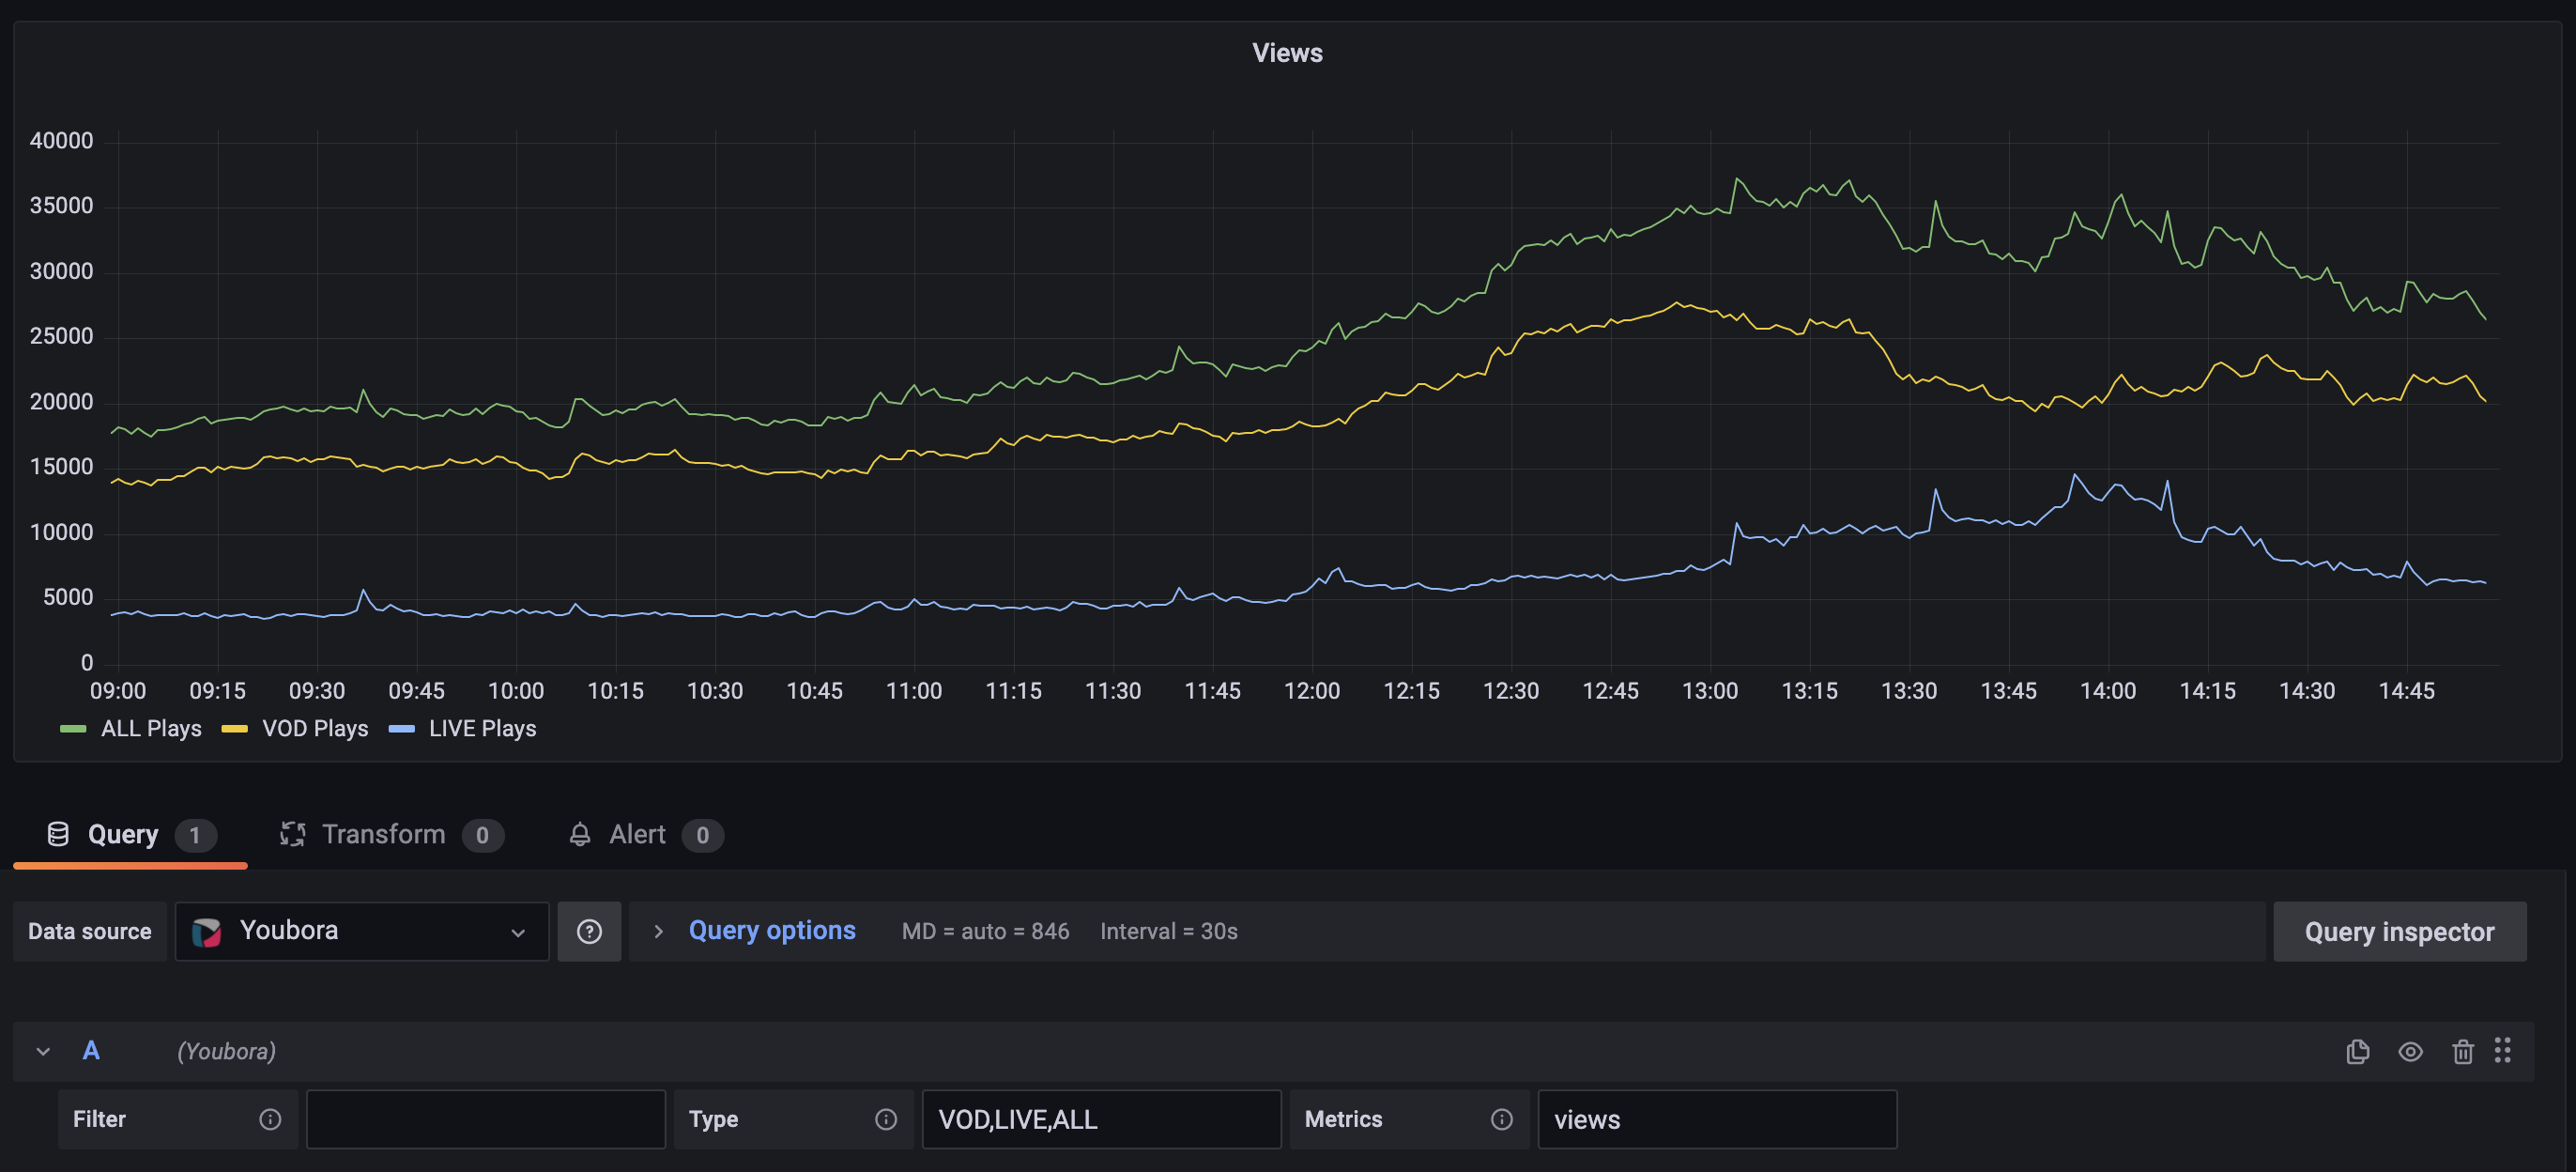 Views
40000
35000
30000
25000
20000
15000
10000
5000
0
09:00 09:15 09:30 09:45 10:00 10:15 10:30 10:45 11:00 11:15 11:30 11:45 12:00 12:15 12:30 12:45 13:00 13:15 13:30 13:45 14:00 14:15 14:30 14:45
ALL Plays VOD Plays LIVE Plays
Query 1 Transform 0 Alert 0
Data source Youbora Query options MD = auto = 846 Interval = 30s Query inspector
A (Youbora)
Filter Type VOD,LIVE,ALL Metrics views